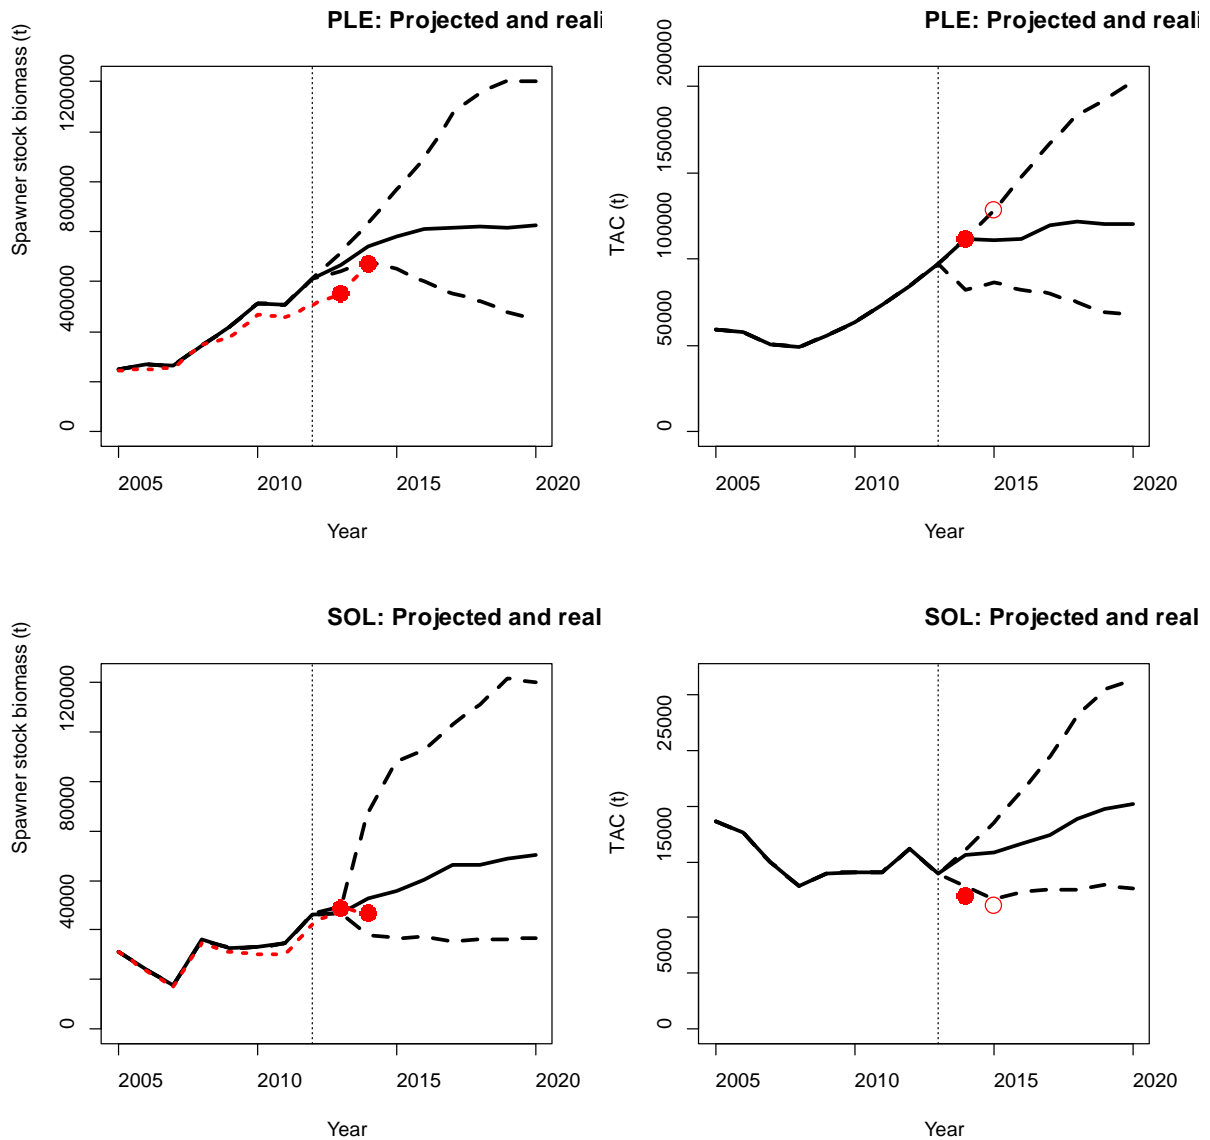 PLE: Projected and reali
Spawner stock biomass (t)
0
400000
800000
1200000
2005
2010
2015
2020
Year
PLE: Projected and reali
TAC (t)
0
50000
100000
150000
200000
2005
2010
2015
2020
Year
SOL: Projected and real
Spawner stock biomass (t)
0
40000
80000
120000
2005
2010
2015
2020
Year
SOL: Projected and real
TAC (t)
0
5000
15000
25000
2005
2010
2015
2020
Year